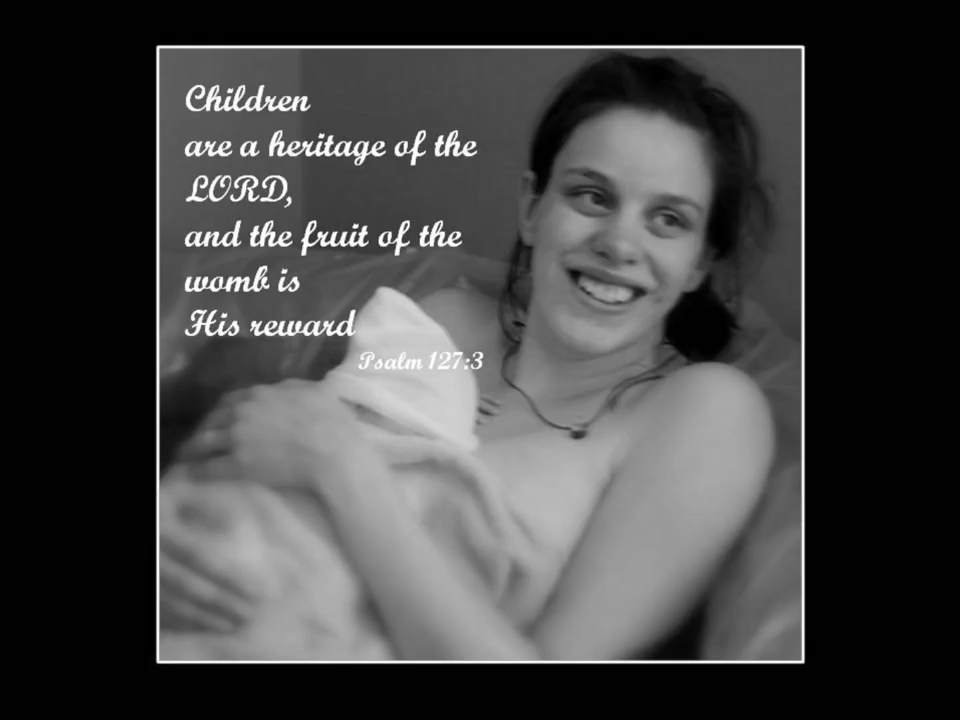 Children
are a heritage of the
LORD,
and the fruit of the
womb is
His reward
Psalm 127:3